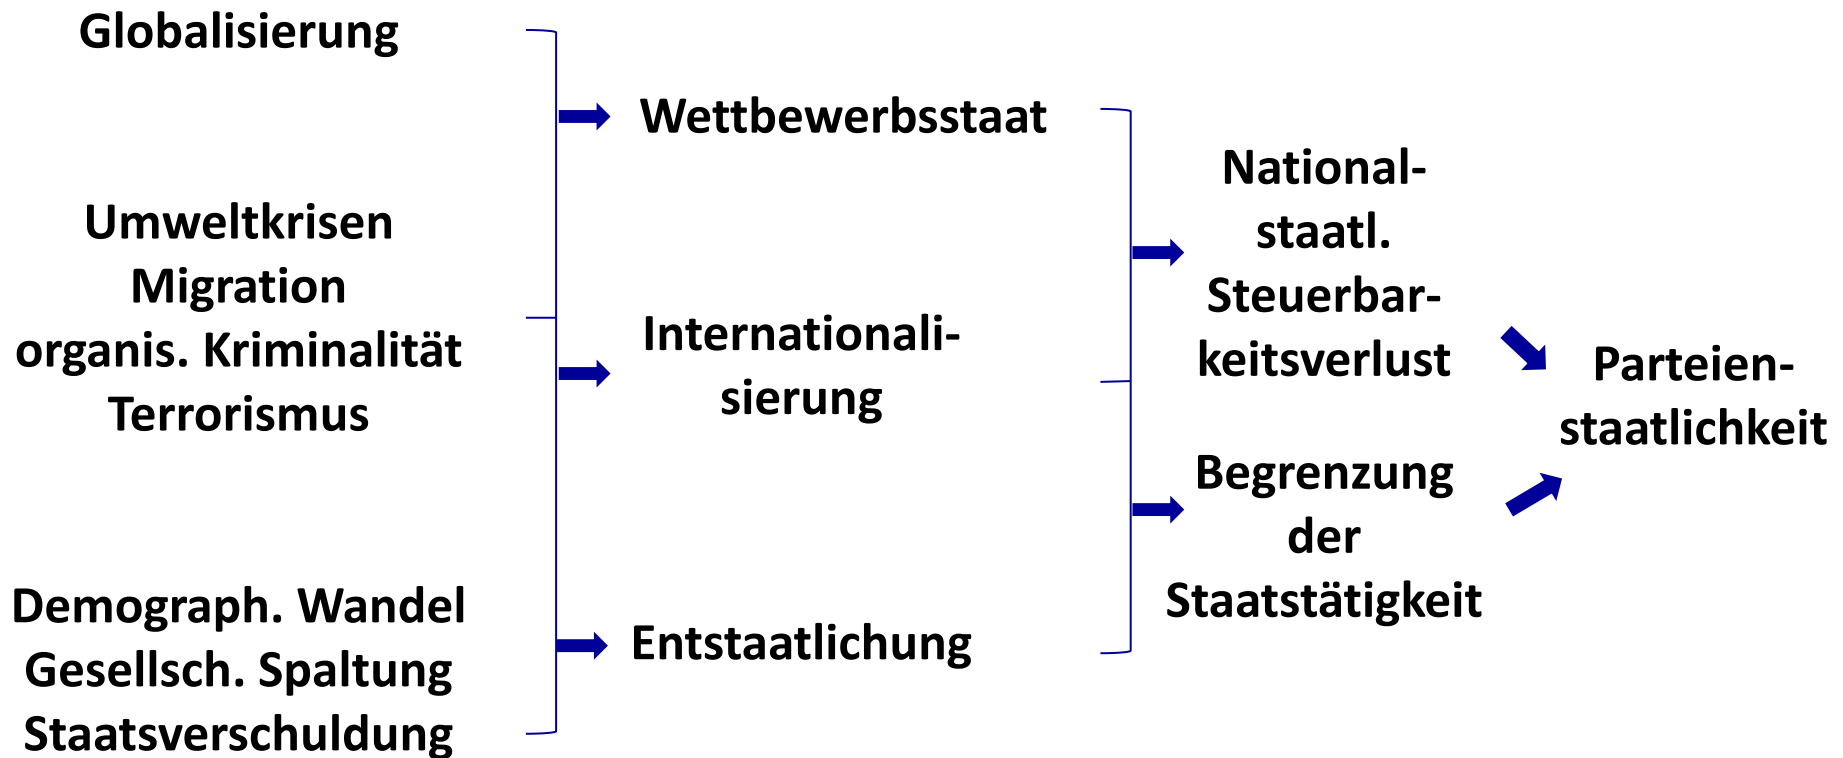 Globalisierung
Umweltkrisen
Migration
organis. Kriminalität
Terrorismus
Demograph. Wandel
Gesellsch. Spaltung
Staatsverschuldung
Wettbewerbsstaat
Internationali-
sierung
Entstaatlichung
National-
staatl.
Steuerbar-
keitsverlust
Begrenzung
der
Staatstätigkeit
Parteien-
staatlichkeit